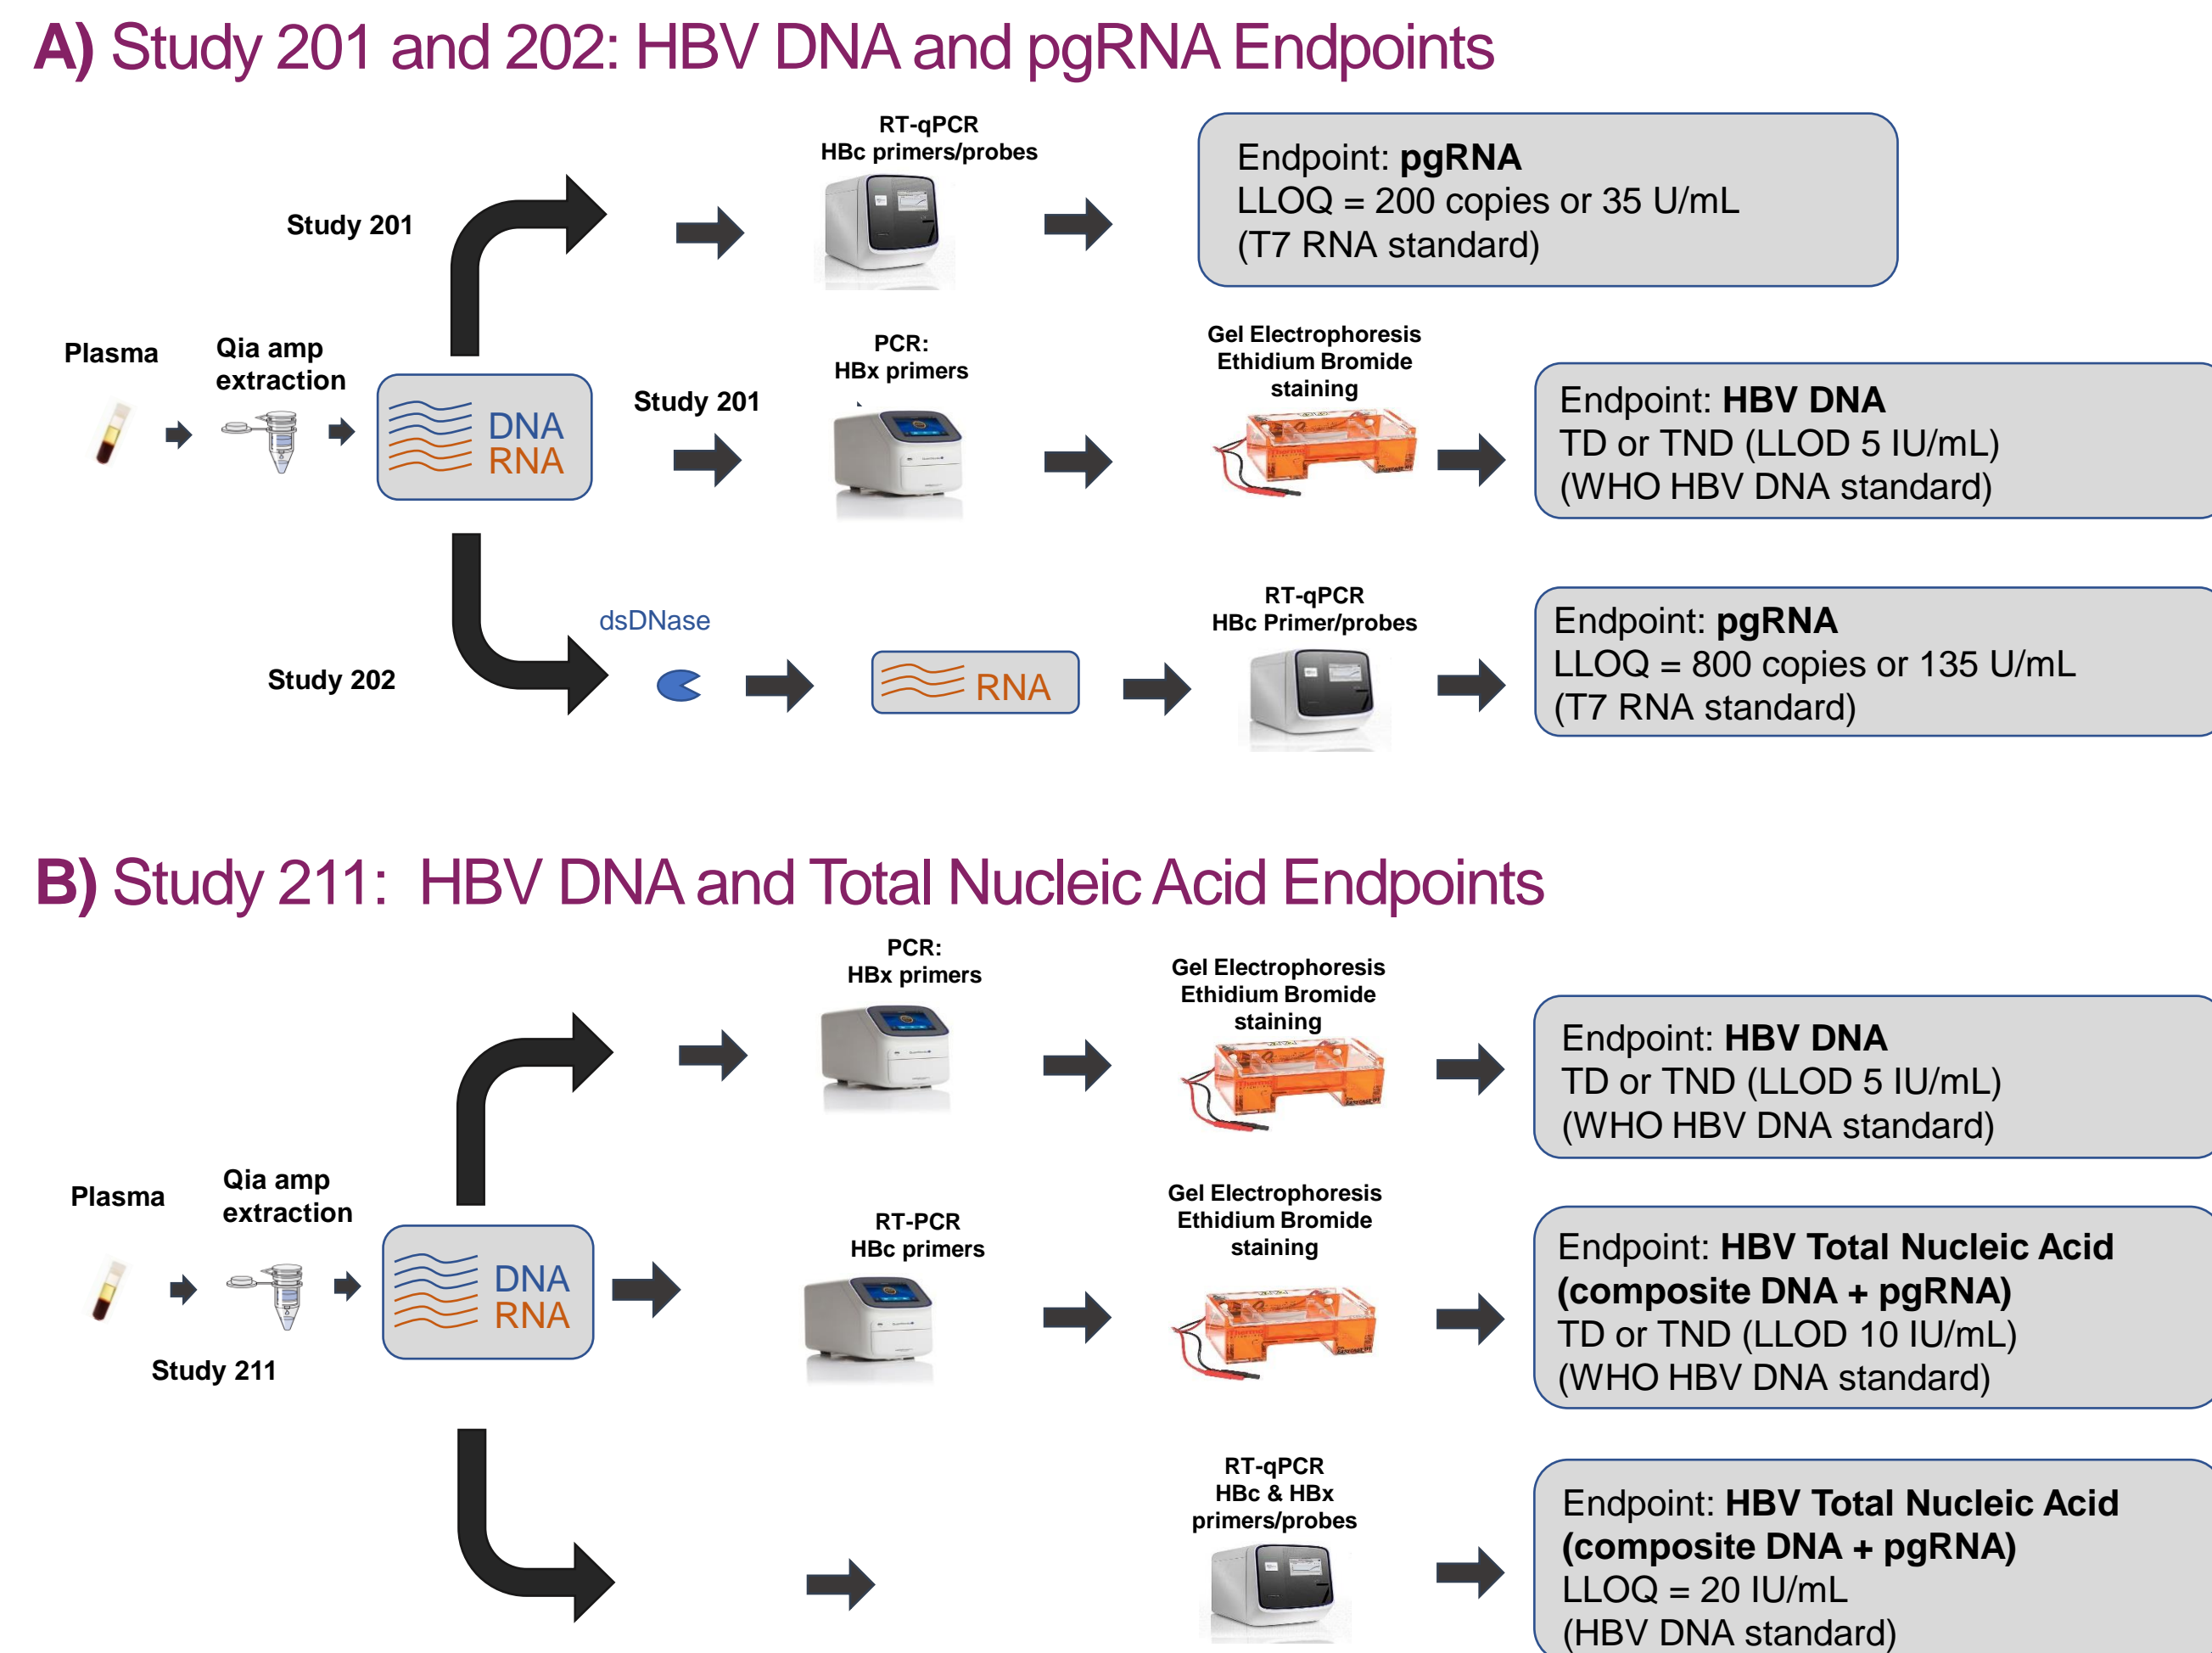 A) Study 201 and 202: HBV DNA and pgRNA Endpoints
RT-qPCR
HBc primers/probes
Endpoint: pgRNA
LLOQ = 200 copies or 35 U/mL
(T7 RNA standard)
Study 201
Plasma
Qia amp
extraction
DNA
RNA
Study 201
PCR:
HBx primers
Gel Electrophoresis
Ethidium Bromide
staining
Endpoint: HBV DNA
TD or TND (LLOD 5 IU/mL)
(WHO HBV DNA standard)
Study 202
dsDNase
RNA
RT-qPCR
HBc Primer/probes
Endpoint: pgRNA
LLOQ = 800 copies or 135 U/mL
(T7 RNA standard)
B) Study 211: HBV DNA and Total Nucleic Acid Endpoints
PCR:
HBx primers
Gel Electrophoresis
Ethidium Bromide
staining
Endpoint: HBV DNA
TD or TND (LLOD 5 IU/mL)
(WHO HBV DNA standard)
Plasma
Qia amp
extraction
Study 211
DNA
RNA
RT-PCR
HBc primers
Gel Electrophoresis
Ethidium Bromide
staining
Endpoint: HBV Total Nucleic Acid
(composite DNA + pgRNA)
TD or TND (LLOD 10 IU/mL)
(WHO HBV DNA standard)
RT-qPCR
HBc & HBx
primers/probes
Endpoint: HBV Total Nucleic Acid
(composite DNA + pgRNA)
LLOQ = 20 IU/mL
(HBV DNA standard)